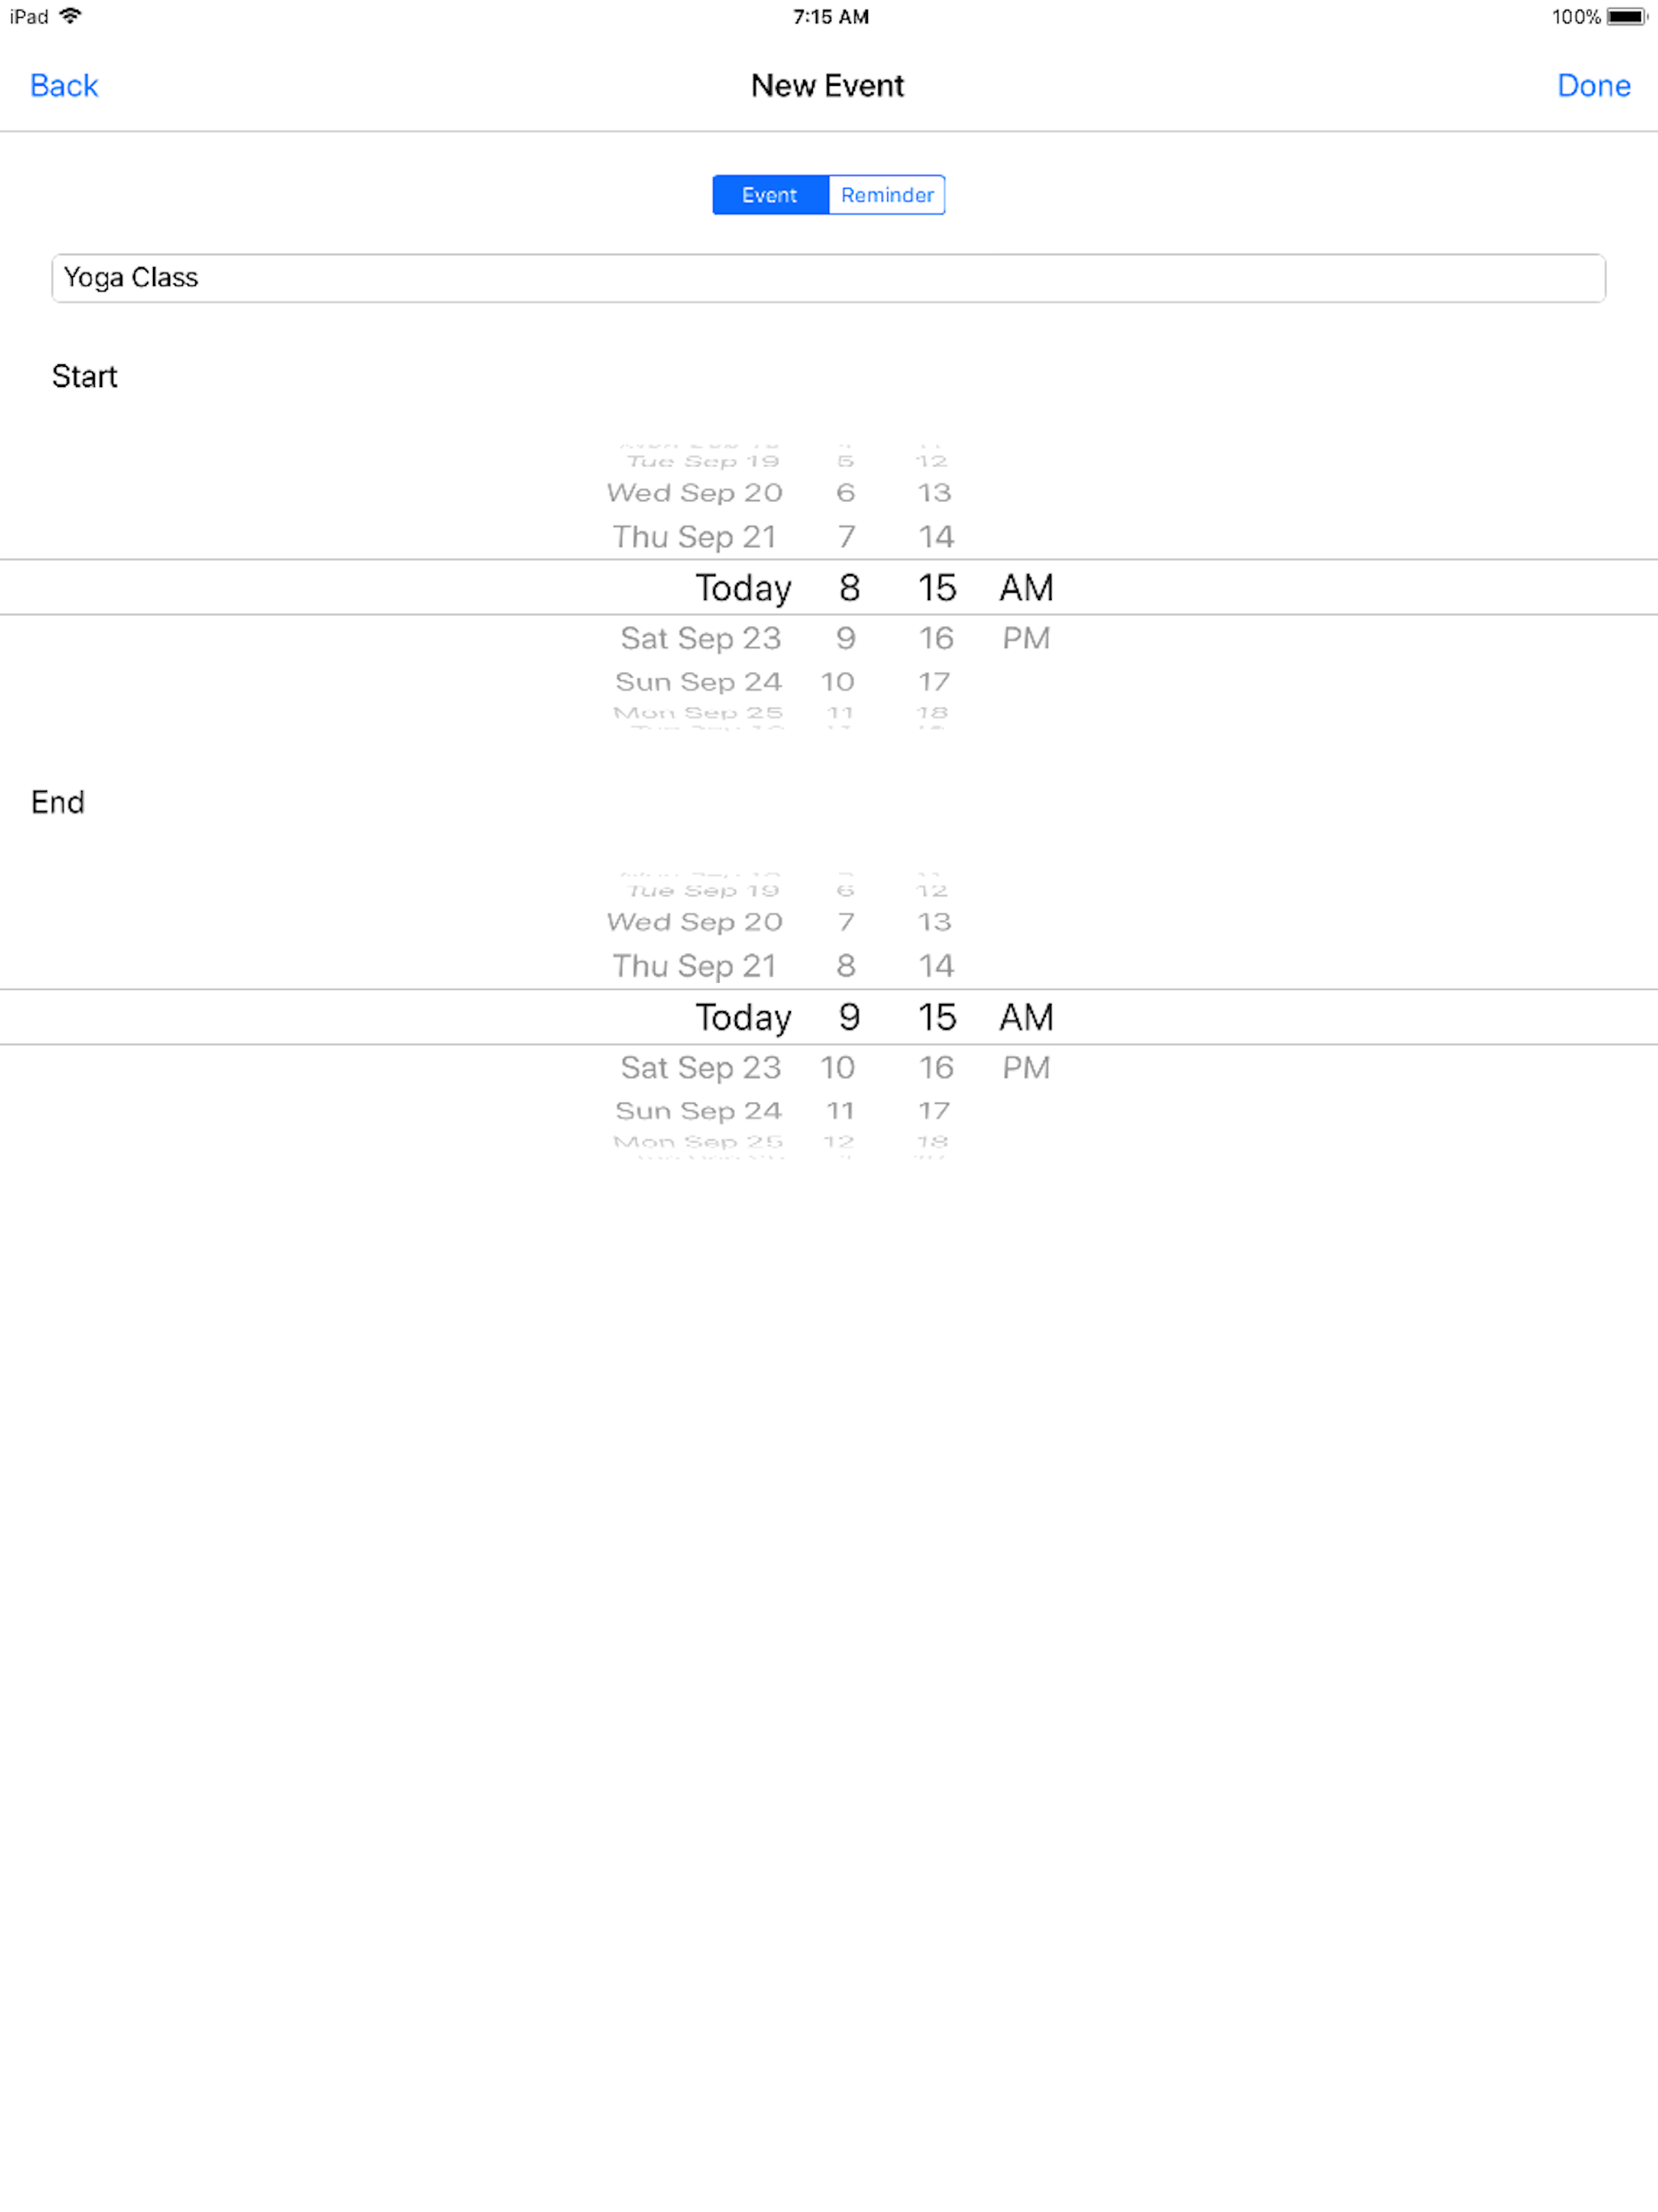 iPad 7:15 AM 100%
Back New Event Done
Event Reminder
Yoga Class
Start
Tue Sep 19 5 12
Wed Sep 20 6 13
Thu Sep 21 7 14
Today 8 15 AM
Sat Sep 23 9 16 PM
Sun Sep 24 10 17
Mon Sep 25 11 18
End
Tue Sep 19 6 12
Wed Sep 20 7 13
Thu Sep 21 8 14
Today 9 15 AM
Sat Sep 23 10 16 PM
Sun Sep 24 11 17
Mon Sep 25 12 18